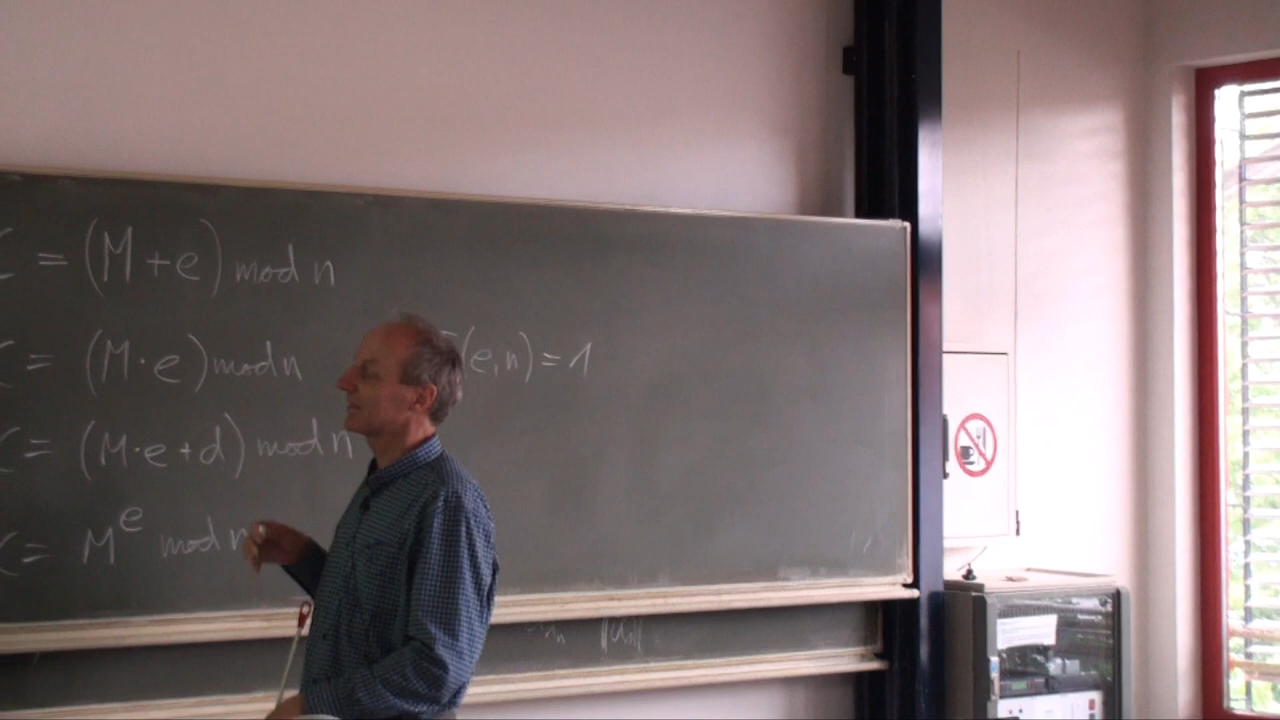 C = (M + e) mod n
C = (M · e) mod n (e, n) = 1
C = (M · e + d) mod n
C = M^e mod n